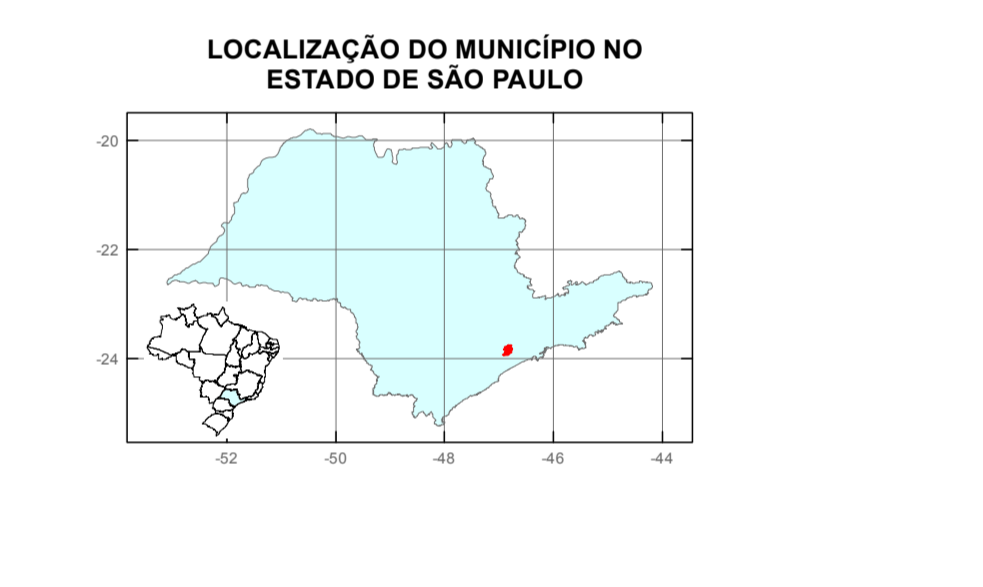 LOCALIZAÇÃO DO MUNICÍPIO NO
ESTADO DE SÃO PAULO
-20
-22
-24
-52 -50 -48 -46 -44